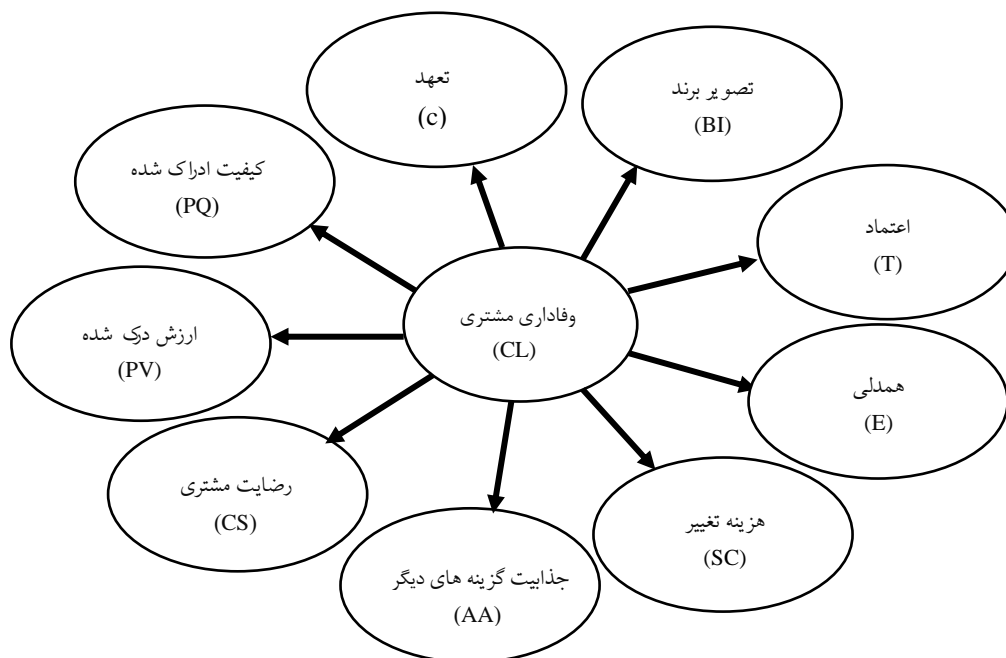 تعهد
(c)
تصویر برند
(BI)
کیفیت ادراک شده
(PQ)
اعتماد
(T)
وفاداری مشتری
(CL)
ارزش درک شده
(PV)
همدلی
(E)
رضایت مشتری
(CS)
هزینه تغییر
(SC)
جذابیت گزینه های دیگر
(AA)